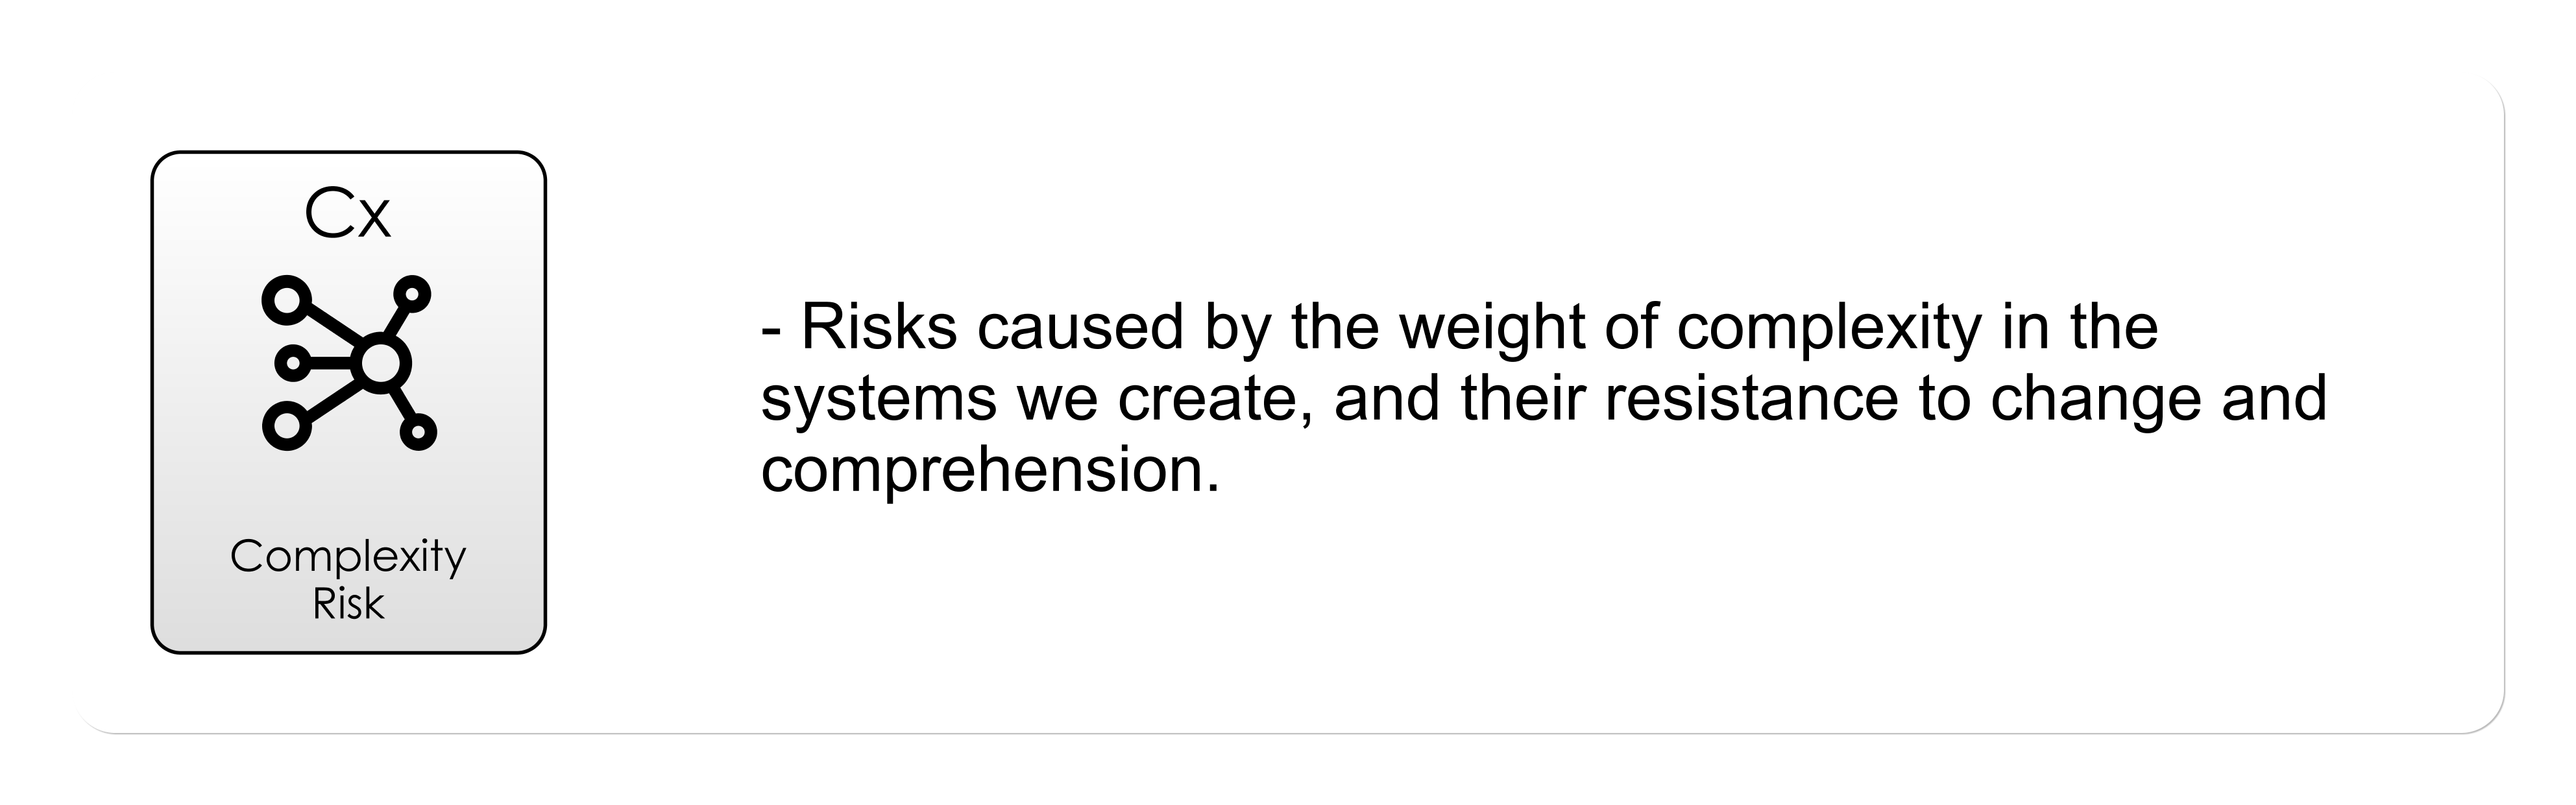 Cx
Complexity
Risk
- Risks caused by the weight of complexity in the
systems we create, and their resistance to change and
comprehension.